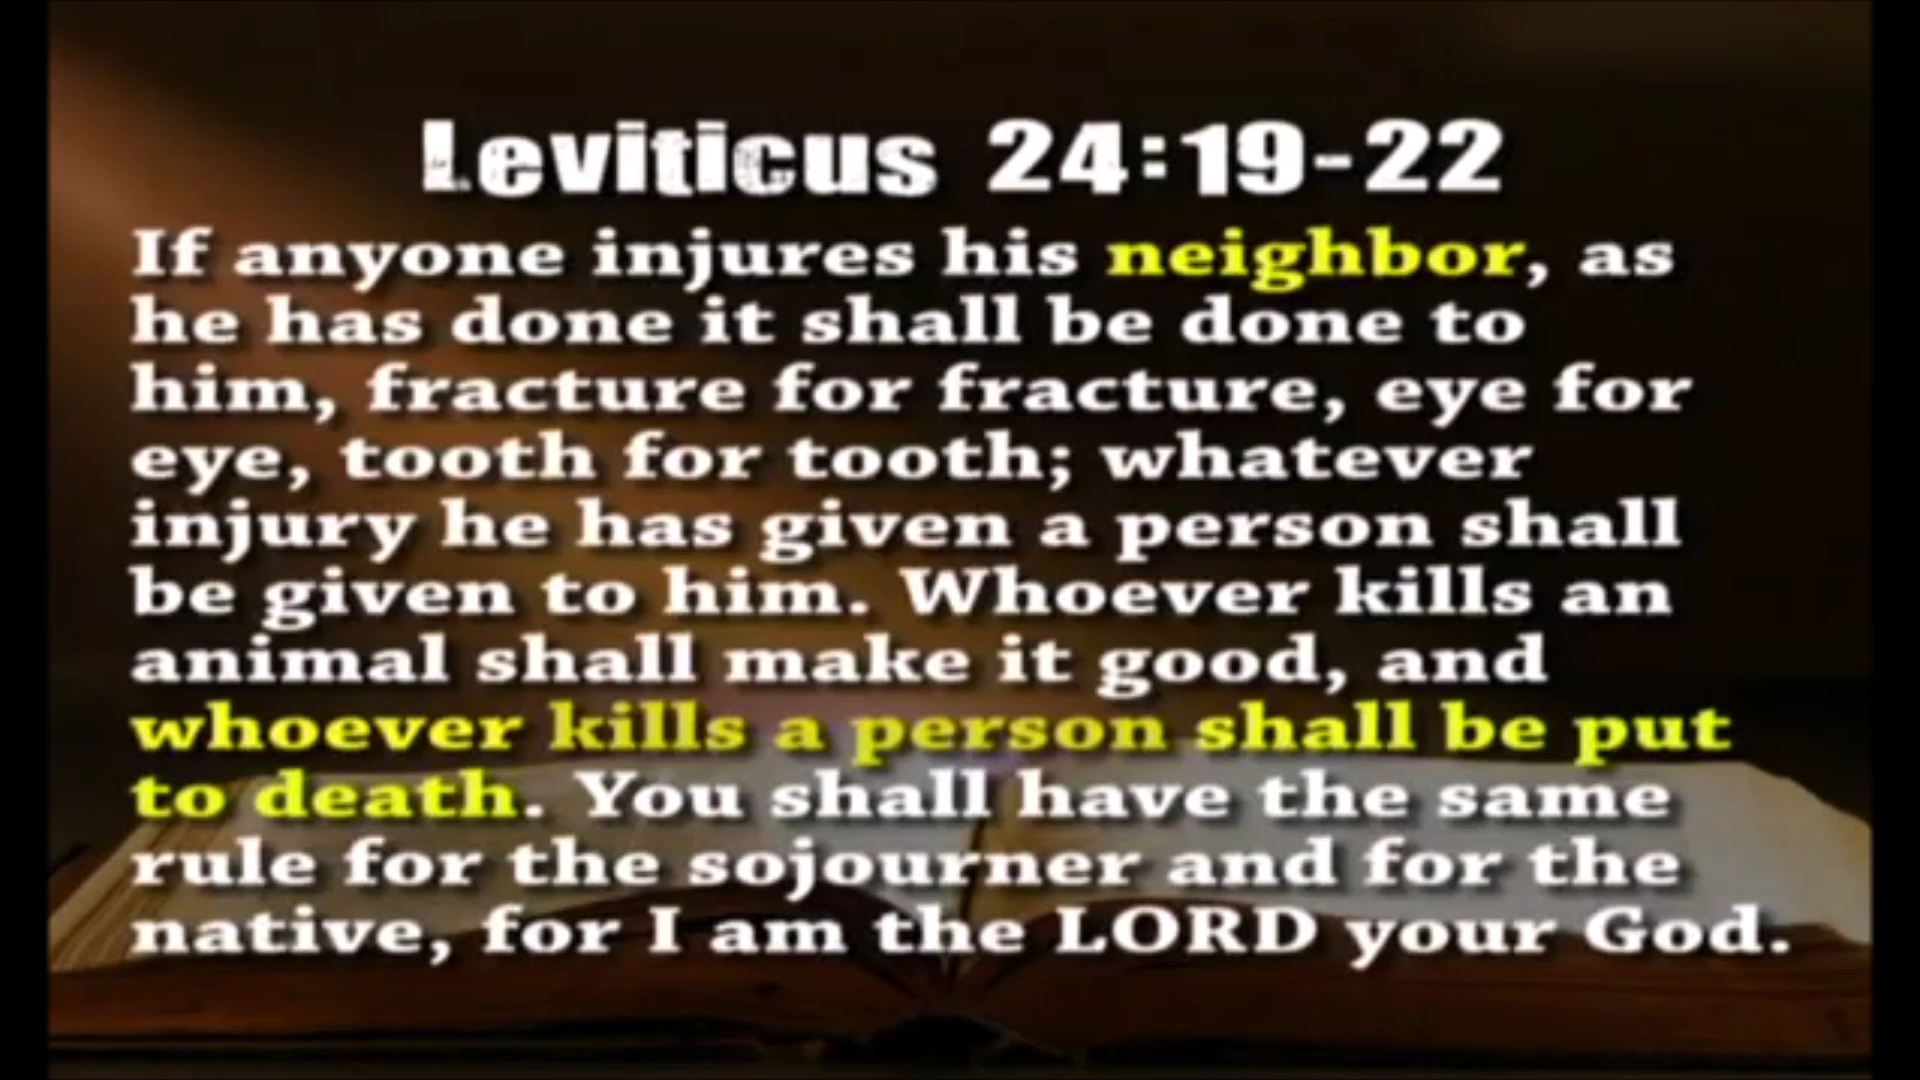 Leviticus 24:19-22
If anyone injures his neighbor, as
he has done it shall be done to
him, fracture for fracture, eye for
eye, tooth for tooth; whatever
injury he has given a person shall
be given to him. Whoever kills an
animal shall make it good, and
whoever kills a person shall be put
to death. You shall have the same
rule for the sojourner and for the
native, for I am the LORD your God.